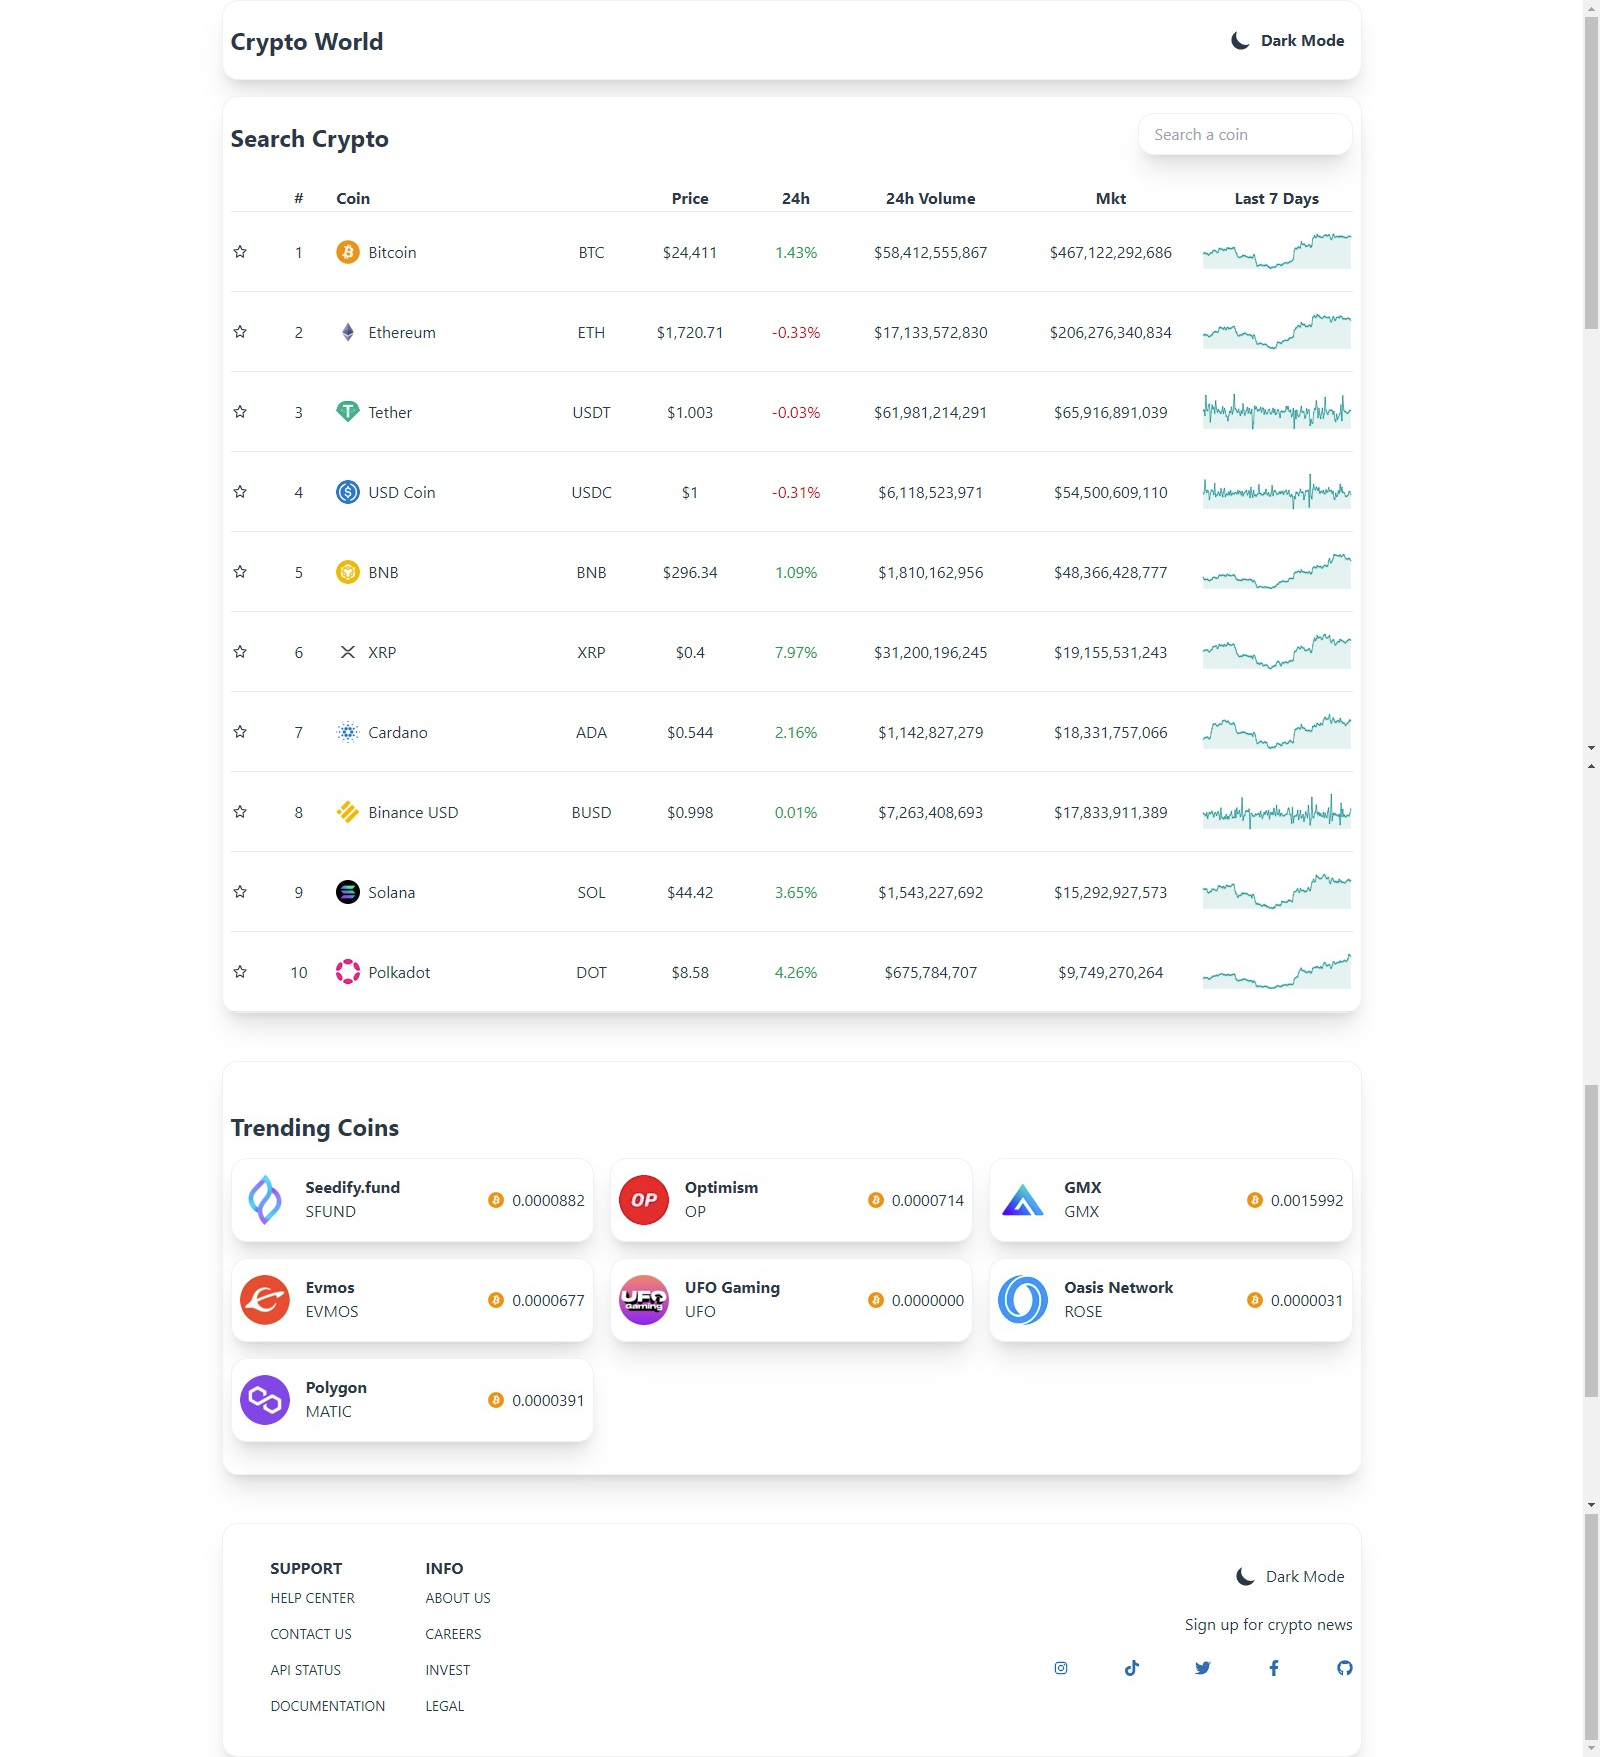 Crypto World
Dark Mode
Search Crypto
Search a coin
# Coin Price 24h 24h Volume Mkt Last 7 Days
1 Bitcoin BTC $24,411 1.43% $58,412,555,867 $467,122,292,686
2 Ethereum ETH $1,720.71 -0.33% $17,133,572,830 $206,276,340,834
3 Tether USDT $1.003 -0.03% $61,981,214,291 $65,916,891,039
4 USD Coin USDC $1 -0.31% $6,118,523,971 $54,500,609,110
5 BNB BNB $296.34 1.09% $1,810,162,956 $48,366,428,777
6 XRP XRP $0.4 7.97% $31,200,196,245 $19,155,531,243
7 Cardano ADA $0.544 2.16% $1,142,827,279 $18,331,757,066
8 Binance USD BUSD $0.998 0.01% $7,263,408,693 $17,833,911,389
9 Solana SOL $44.42 3.65% $1,543,227,692 $15,292,927,573
10 Polkadot DOT $8.58 4.26% $675,784,707 $9,749,270,264
Trending Coins
Seedify.fund
SFUND
0.0000882
OP
Optimism
OP
0.0000714
GMX
GMX
0.0015992
Evmos
EVMOS
0.0000677
UFO
Gaming
UFO Gaming
UFO
0.0000000
Oasis Network
ROSE
0.0000031
Polygon
MATIC
0.0000391
SUPPORT
HELP CENTER
CONTACT US
API STATUS
DOCUMENTATION
INFO
ABOUT US
CAREERS
INVEST
LEGAL
Dark Mode
Sign up for crypto news